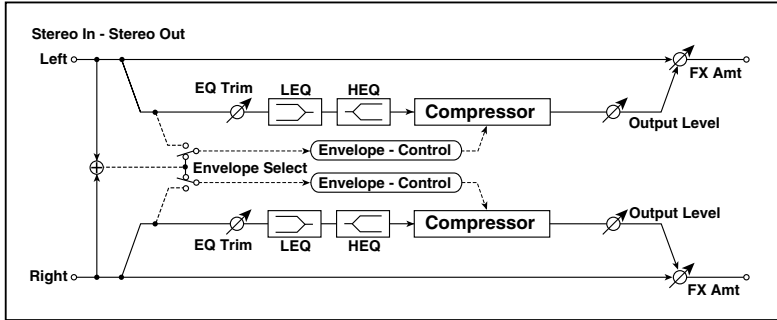 Stereo In - Stereo Out
Left
FX Amt
EQ Trim
LEQ
HEQ
Compressor
Output Level
Envelope - Control
Envelope Select
Envelope - Control
Output Level
Compressor
EQ Trim
LEQ
HEQ
Right
FX Amt